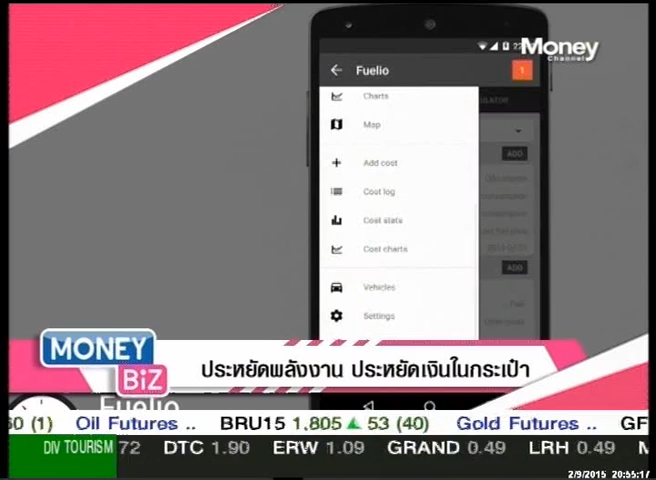 Money
Channel
Fuelio
1
Charts
Map
Add cost
Cost log
Cost stats
Cost charts
Vehicles
Settings
ADD
ADD
MONEY
BiZ
ประหยัดพลังงาน ประหยัดเงินในกระเป๋า
Fuelio
60 (1) Oil Futures .. BRU15 1,805 ▲ 53 (40) Gold Futures .. GF
DIV TOURISM 72 DTC 1.90 ERW 1.09 GRAND 0.49 LRH 0.49 M
2/9/2015 20:55:17